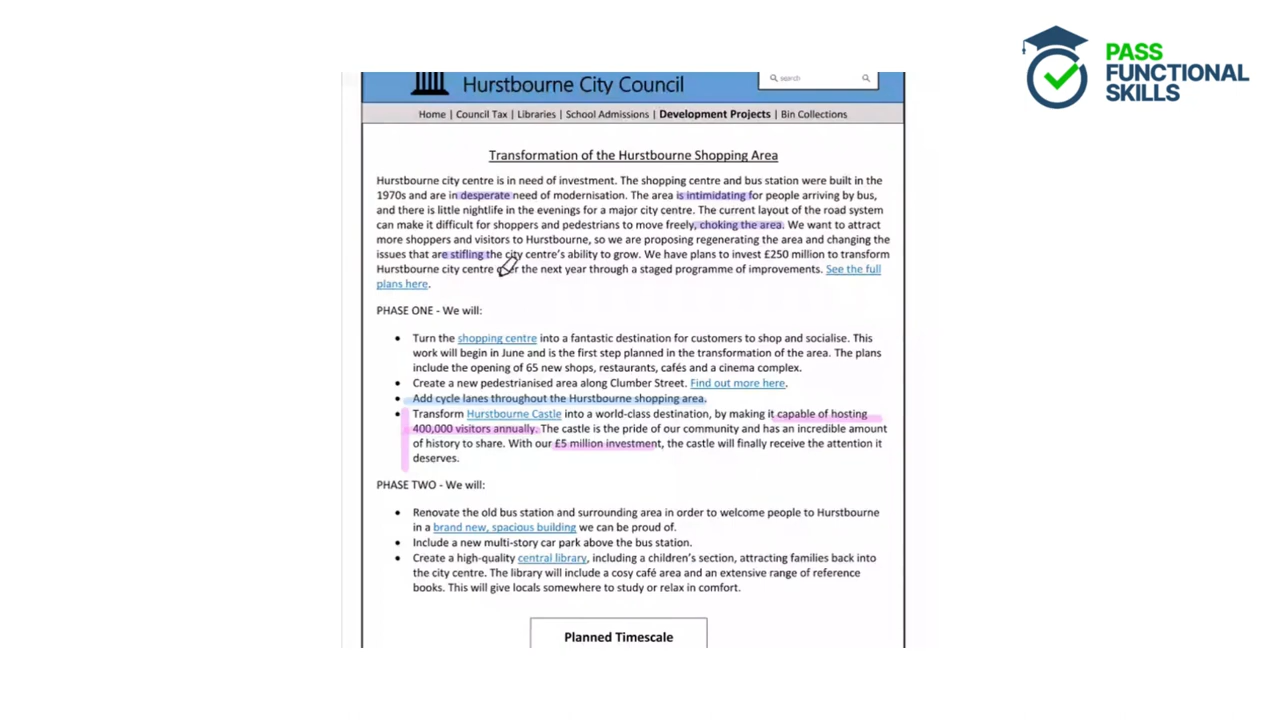 PASS
FUNCTIONAL
SKILLS
Hurstbourne City Council
search
Home | Council Tax | Libraries | School Admissions | Development Projects | Bin Collections
Transformation of the Hurstbourne Shopping Area
Hurstbourne city centre is in need of investment. The shopping centre and bus station were built in the
1970s and are in desperate need of modernisation. The area is intimidating for people arriving by bus,
and there is little nightlife in the evenings for a major city centre. The current layout of the road system
can make it difficult for shoppers and pedestrians to move freely, choking the area. We want to attract
more shoppers and visitors to Hurstbourne, so we are proposing regenerating the area and changing the
issues that are stifling the city centre's ability to grow. We have plans to invest £250 million to transform
Hurstbourne city centre over the next year through a staged programme of improvements. See the full
plans here.
PHASE ONE - We will:
• Turn the shopping centre into a fantastic destination for customers to shop and socialise. This
work will begin in June and is the first step planned in the transformation of the area. The plans
include the opening of 65 new shops, restaurants, cafés and a cinema complex.
• Create a new pedestrianised area along Clumber Street. Find out more here.
• Add cycle lanes throughout the Hurstbourne shopping area.
• Transform Hurstbourne Castle into a world-class destination, by making it capable of hosting
400,000 visitors annually. The castle is the pride of our community and has an incredible amount
of history to share. With our £5 million investment, the castle will finally receive the attention it
deserves.
PHASE TWO - We will:
• Renovate the old bus station and surrounding area in order to welcome people to Hurstbourne
in a brand new, spacious building we can be proud of.
• Include a new multi-story car park above the bus station.
• Create a high-quality central library, including a children's section, attracting families back into
the city centre. The library will include a cosy café area and an extensive range of reference
books. This will give locals somewhere to study or relax in comfort.
Planned Timescale